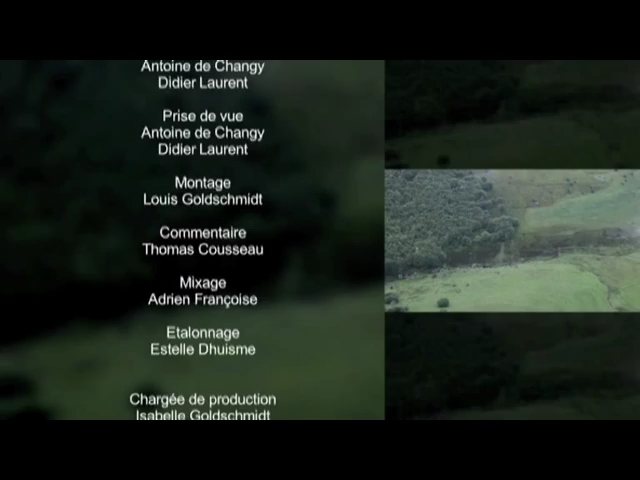 Antoine de Changy
Didier Laurent
Prise de vue
Antoine de Changy
Didier Laurent
Montage
Louis Goldschmidt
Commentaire
Thomas Cousseau
Mixage
Adrien Françoise
Etalonnage
Estelle Dhuisme
Chargée de production
Isabelle Goldschmidt